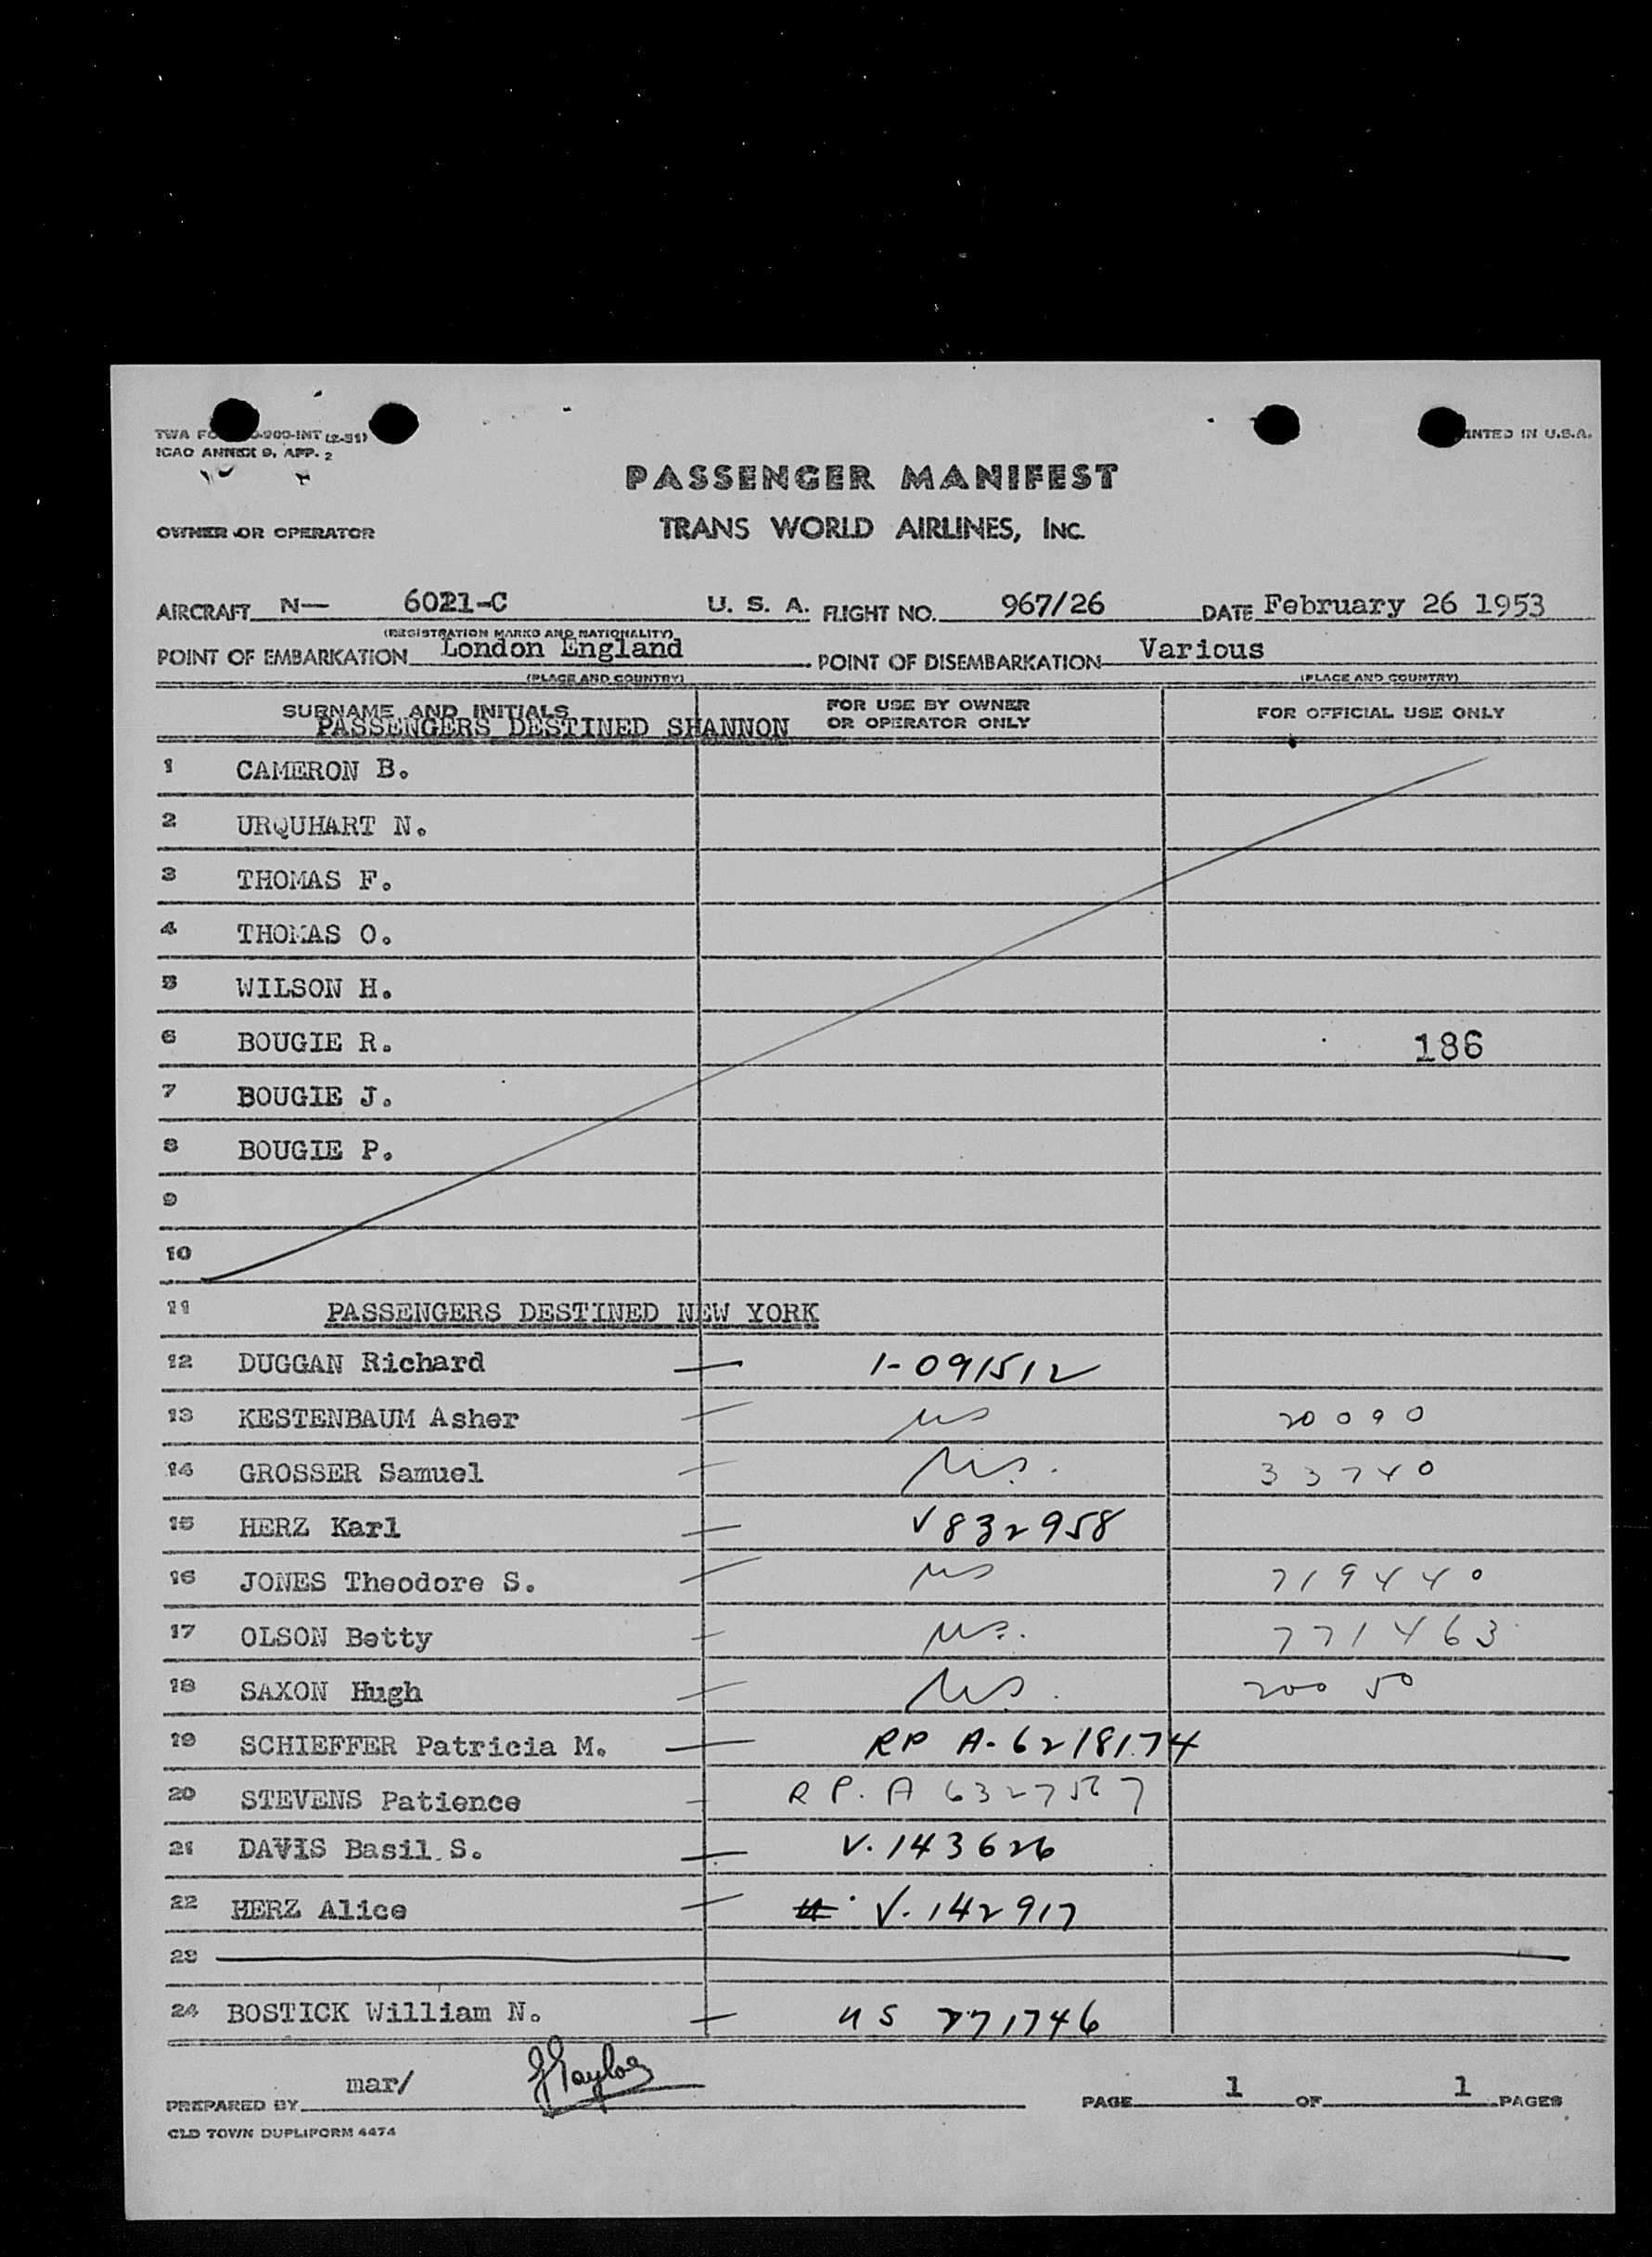 TWA FO -900-INT (2-51)
INTED IN U.S.A.
ICAO ANNEX 9, APP. 2
PASSENGER MANIFEST
OWNER OR OPERATOR TRANS WORLD AIRLINES, INC.
AIRCRAFT N— 6021-C U. S. A. FLIGHT NO. 967/26 DATE February 26 1953
(REGISTRATION MARKS AND NATIONALITY)
POINT OF EMBARKATION London England POINT OF DISEMBARKATION Various
(PLACE AND COUNTRY) (PLACE AND COUNTRY)
SURNAME AND INITIALS FOR USE BY OWNER OR OPERATOR ONLY FOR OFFICIAL USE ONLY
PASSENGERS DESTINED SHANNON
1 CAMERON B.
2 URQUHART N.
3 THOMAS F.
4 THOMAS O.
5 WILSON H.
6 BOUGIE R. 186
7 BOUGIE J.
8 BOUGIE P.
9
10
11 PASSENGERS DESTINED NEW YORK
12 DUGGAN Richard — 1-091512
13 KESTENBAUM Asher — us 20090
14 GROSSER Samuel — us. 33740
15 HERZ Karl — V832958
16 JONES Theodore S. — us 719440
17 OLSON Betty — us. 771463
18 SAXON Hugh — us. 20050
19 SCHIEFFER Patricia M. — RP A-6218174
20 STEVENS Patience — RP. A
21 DAVIS Basil S. — V. 143626
22 HERZ Alice — V. 142917
23
24 BOSTICK William N. — US 771746
PREPARED BY mar/ JTaylor PAGE 1 OF 1 PAGES
OLD TOWN DUPLIFORM 4474